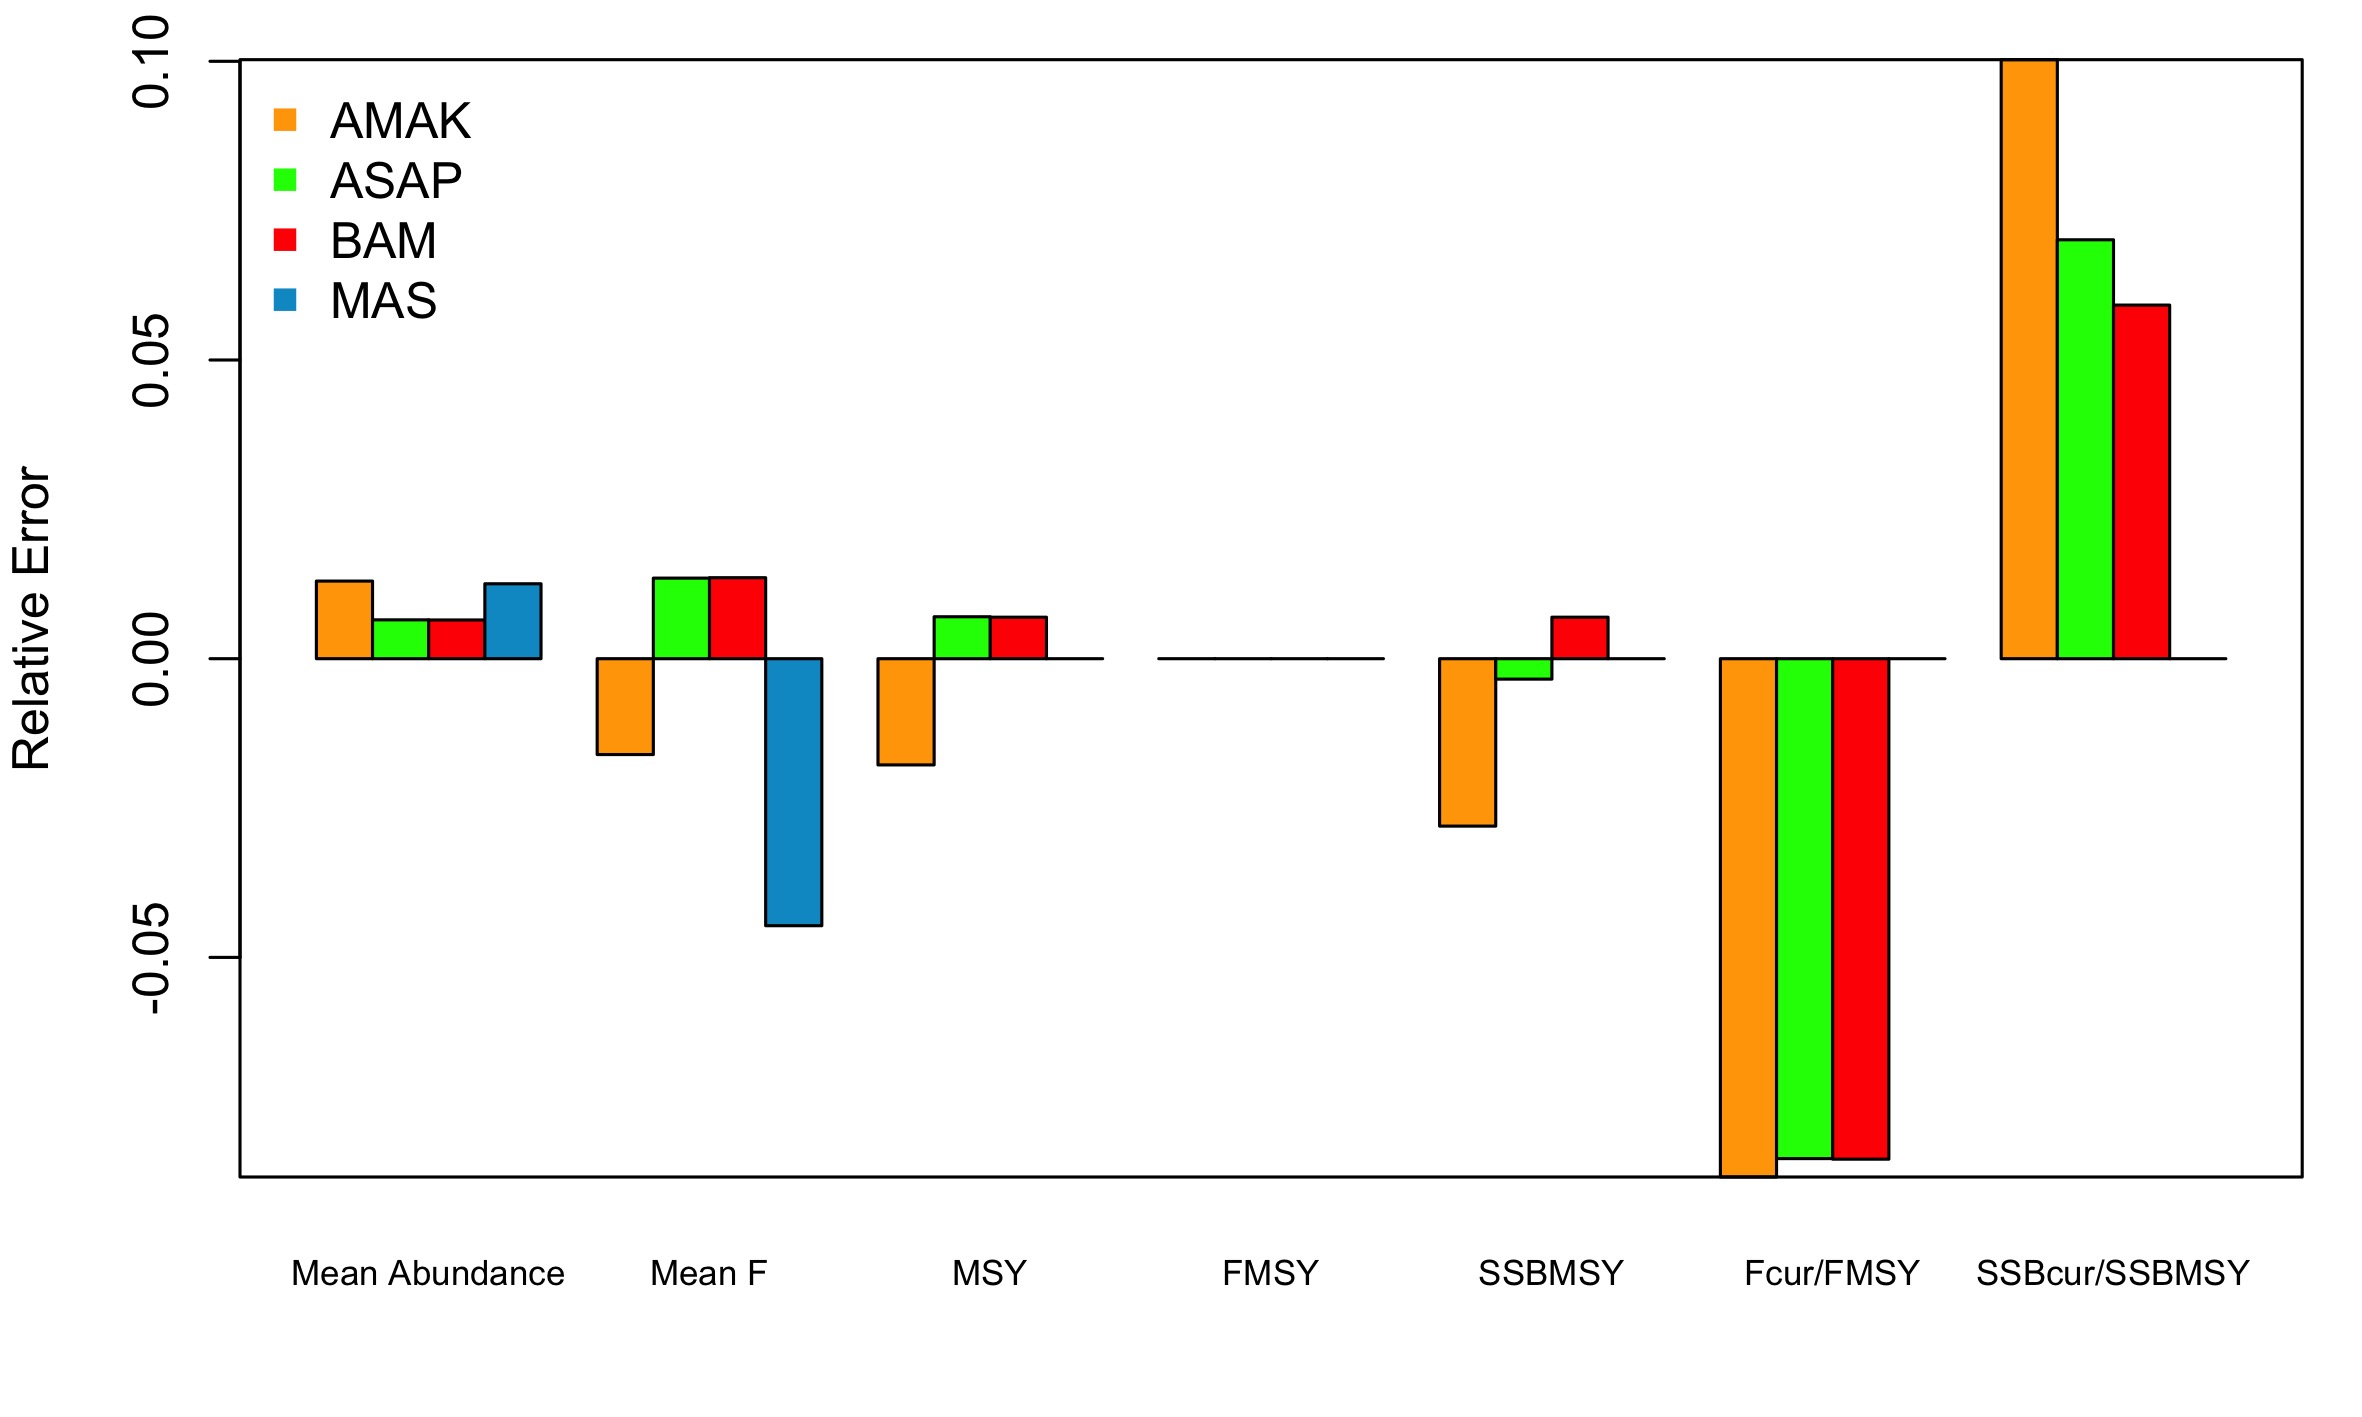 0.10
0.05
0.00
-0.05
Relative Error
AMAK
ASAP
BAM
MAS
Mean Abundance
Mean F
MSY
FMSY
SSBMSY
Fcur/FMSY
SSBcur/SSBMSY